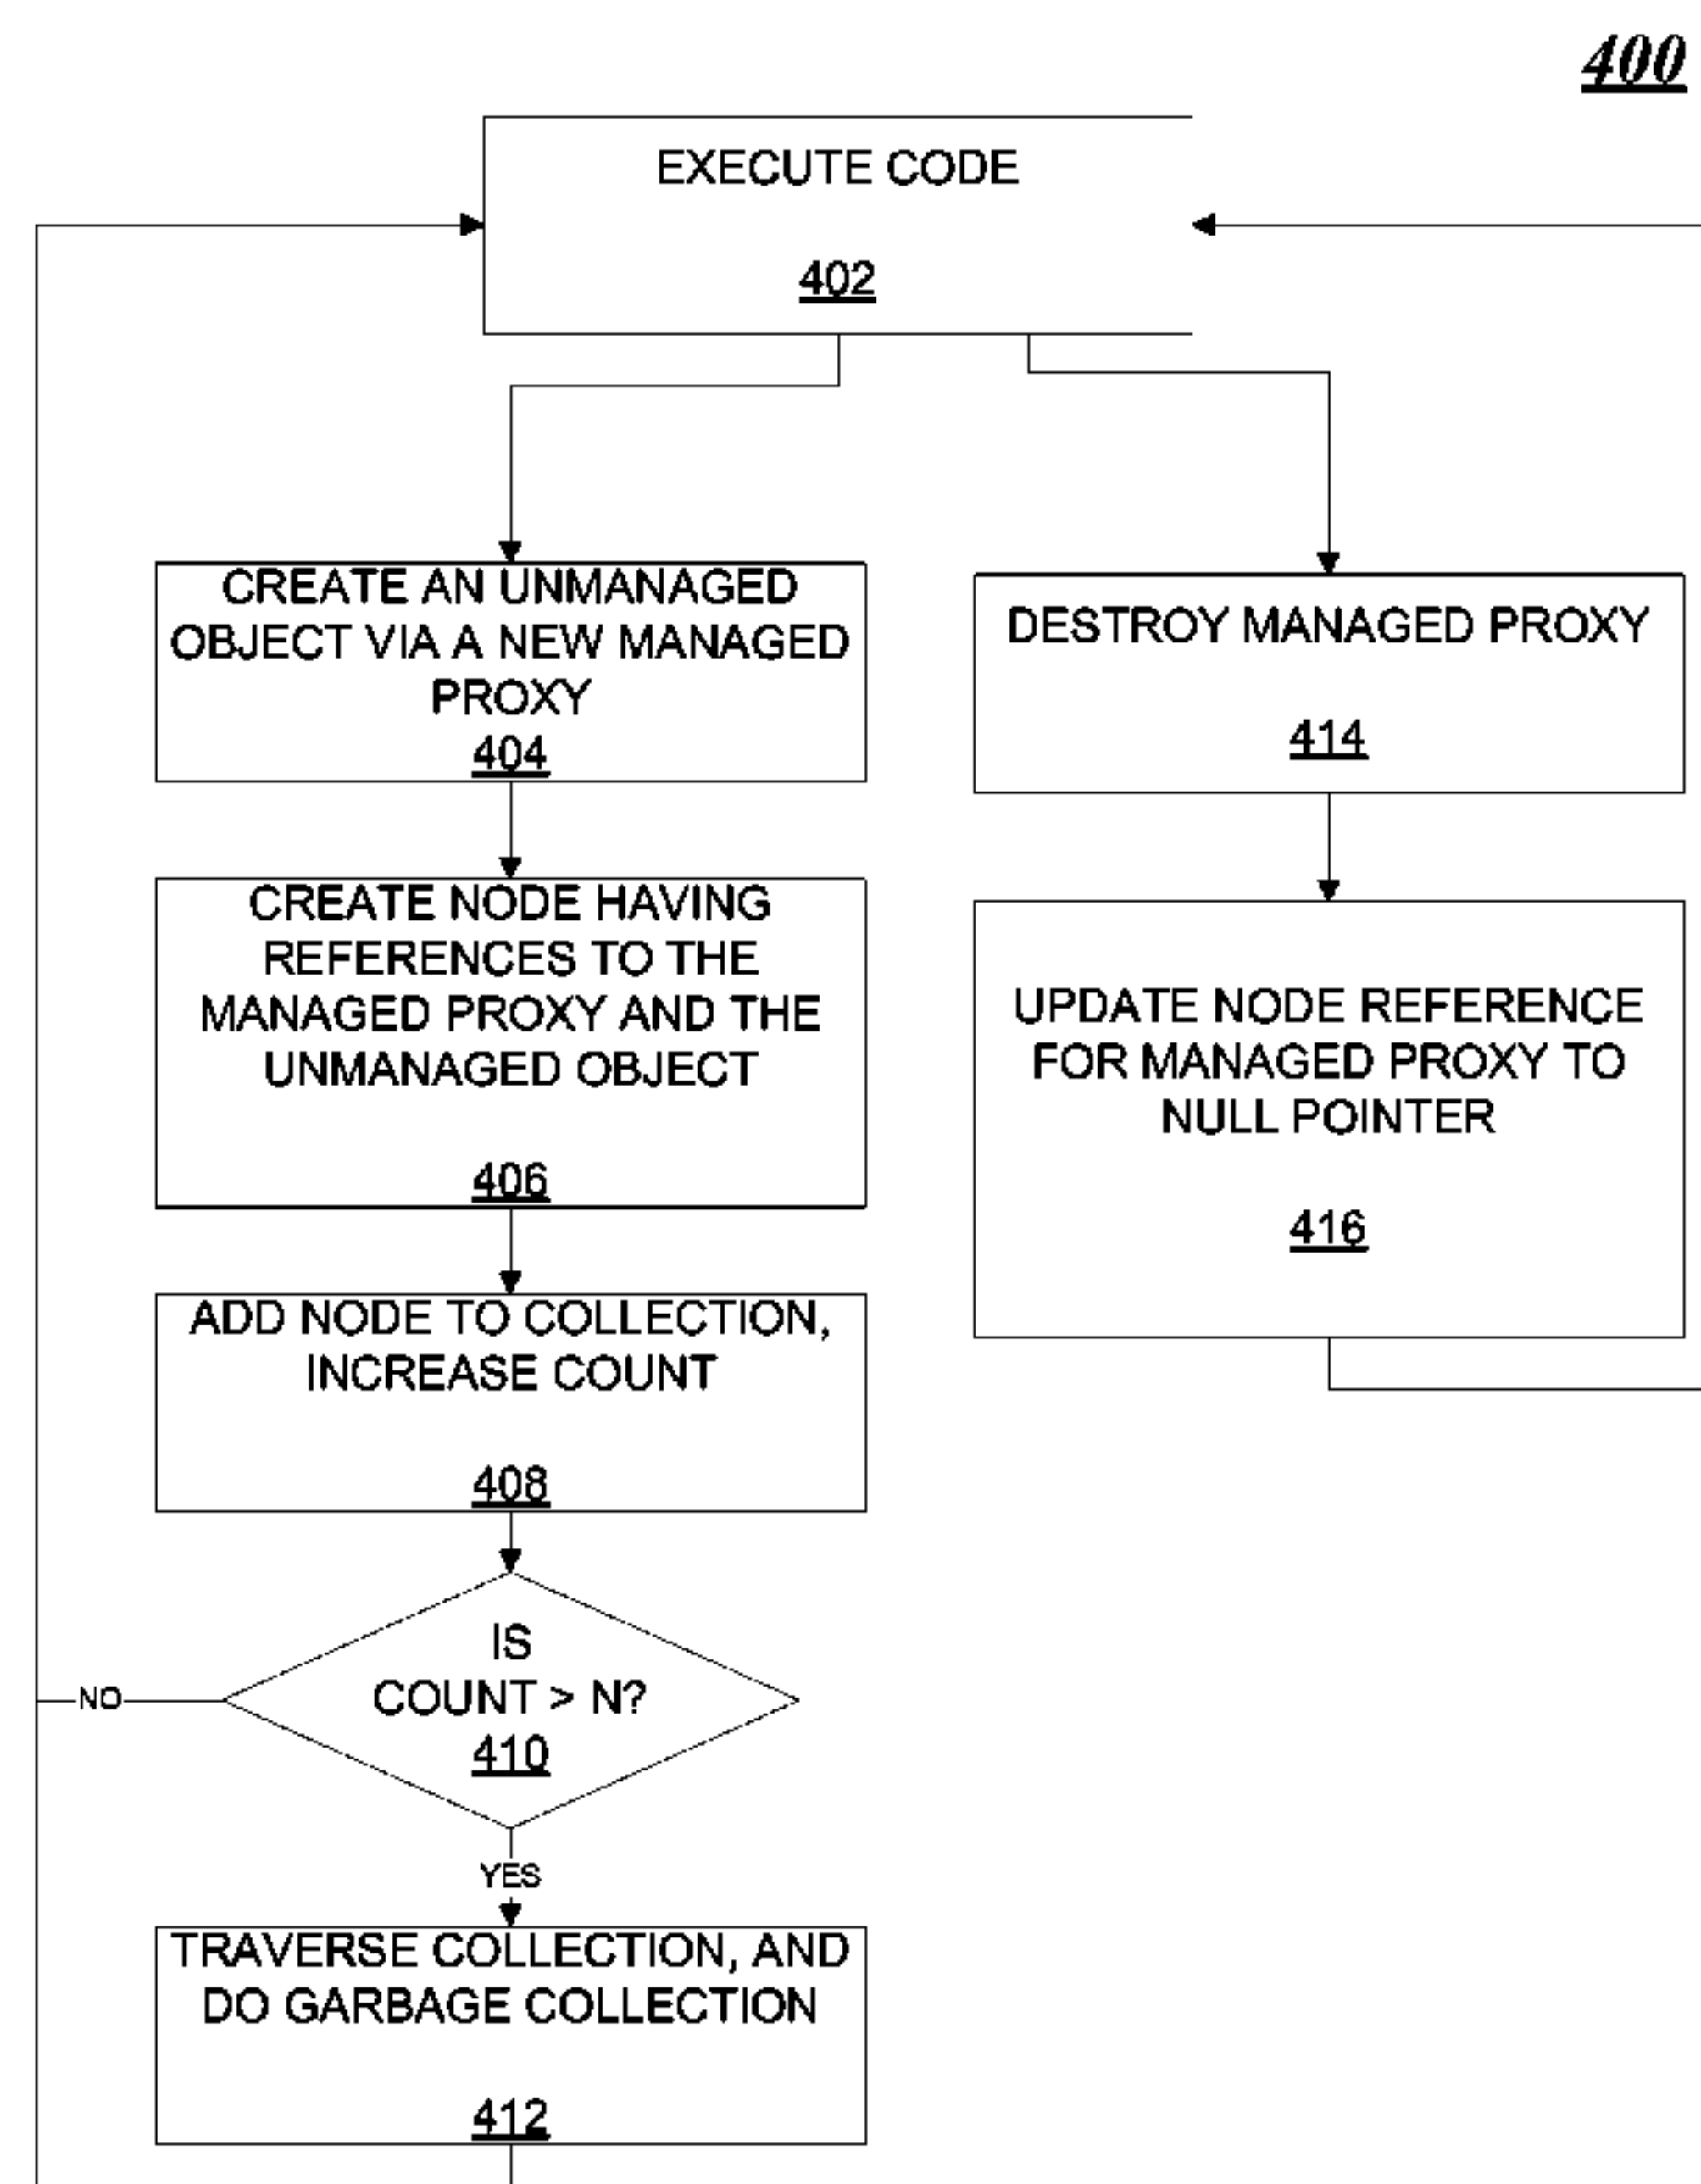 400
EXECUTE CODE
402
CREATE AN UNMANAGED
OBJECT VIA A NEW MANAGED
PROXY
404
DESTROY MANAGED PROXY
414
CREATE NODE HAVING
REFERENCES TO THE
MANAGED PROXY AND THE
UNMANAGED OBJECT
406
UPDATE NODE REFERENCE
FOR MANAGED PROXY TO
NULL POINTER
416
ADD NODE TO COLLECTION,
INCREASE COUNT
408
IS
COUNT > N?
410
NO
YES
TRAVERSE COLLECTION, AND
DO GARBAGE COLLECTION
412